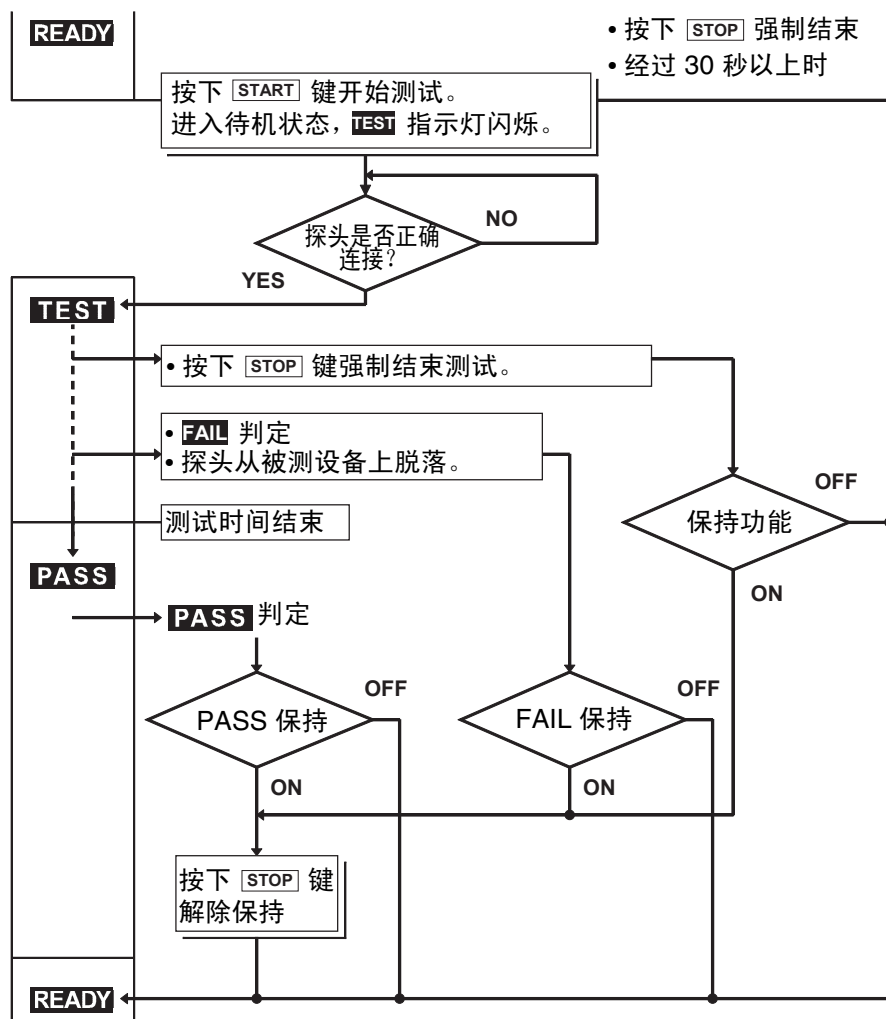 READY
• 按下 STOP 强制结束
• 经过 30 秒以上时
按下 START 键开始测试。
进入待机状态，TEST 指示灯闪烁。
探头是否正确
连接？
NO
YES
TEST
• 按下 STOP 键强制结束测试。
• FAIL 判定
• 探头从被测设备上脱落。
OFF
保持功能
测试时间结束
PASS
ON
PASS 判定
OFF
OFF
PASS 保持
FAIL 保持
ON
ON
按下 STOP 键
解除保持
READY